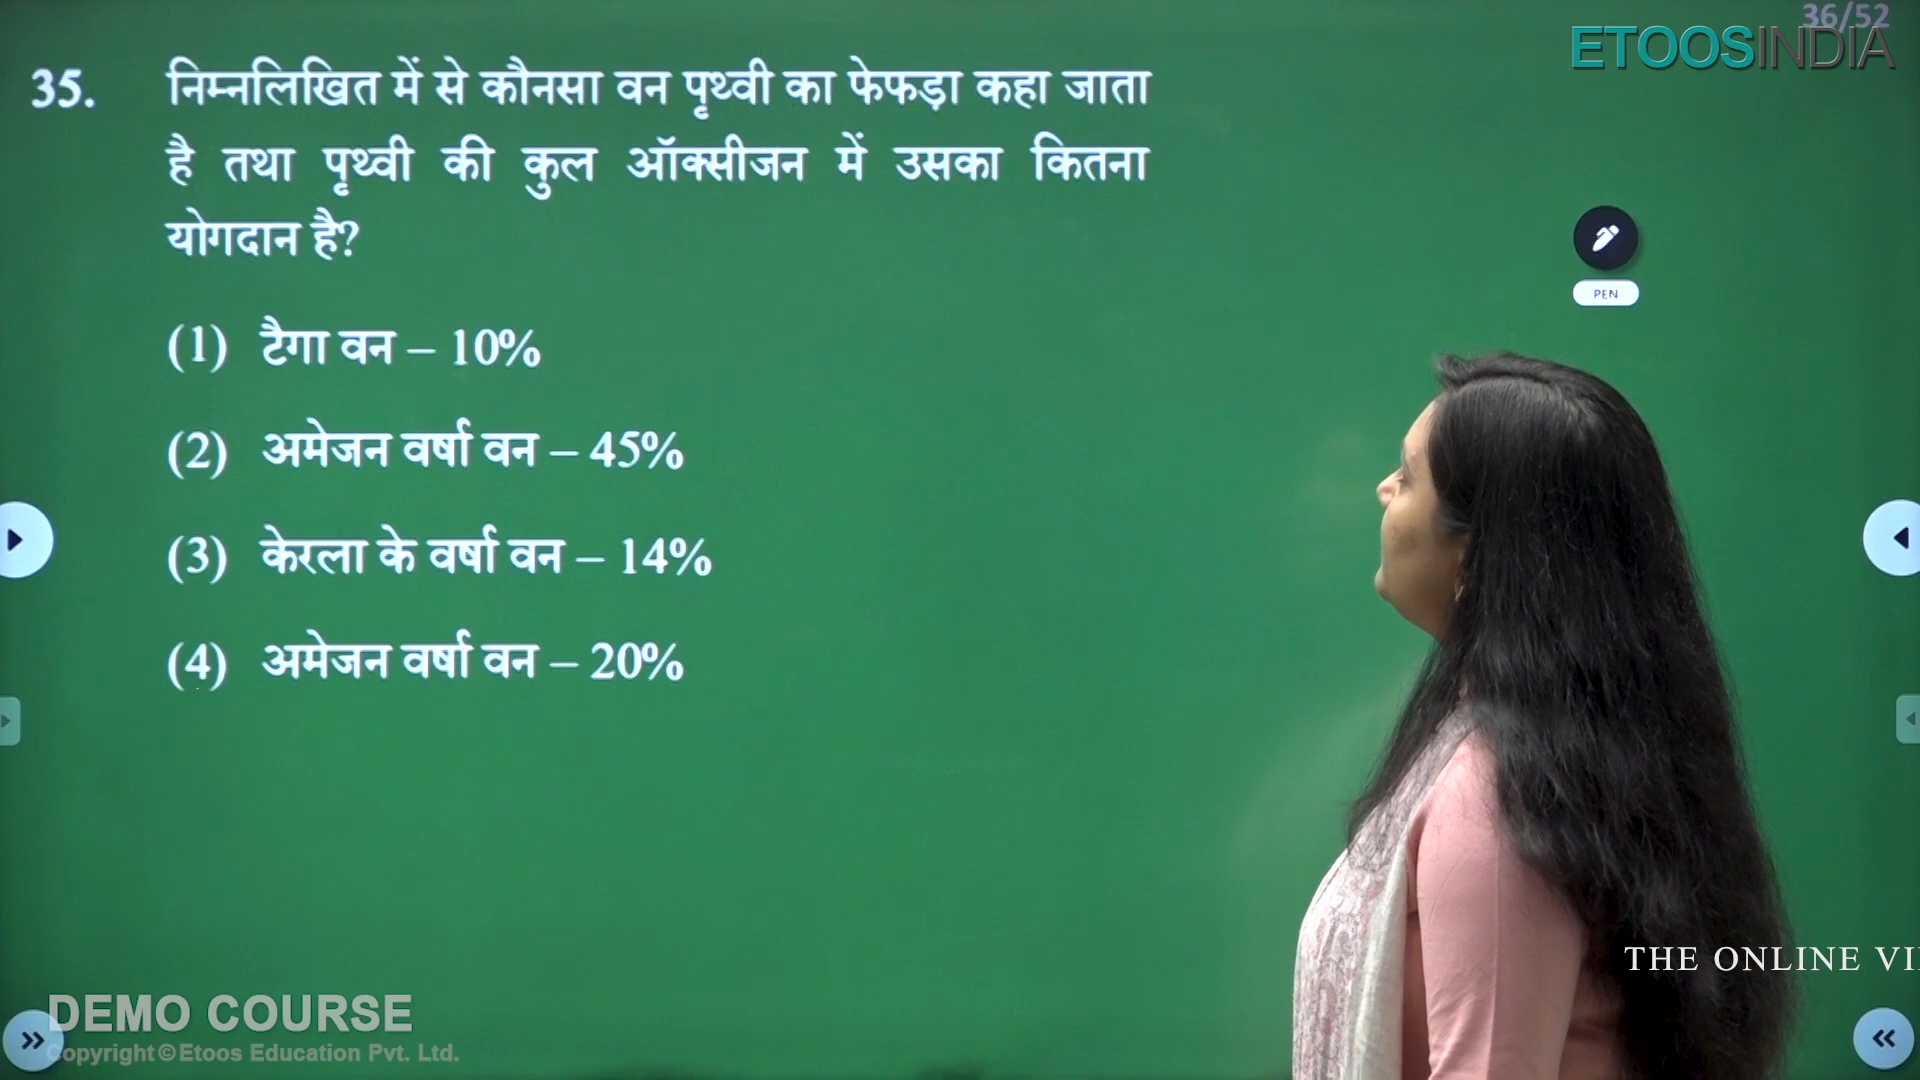 36/52
ETOOSINDIA
35. निम्नलिखित में से कौनसा वन पृथ्वी का फेफड़ा कहा जाता
है तथा पृथ्वी की कुल ऑक्सीजन में उसका कितना
योगदान है?
PEN
(1) टैगा वन – 10%
(2) अमेजन वर्षा वन – 45%
(3) केरला के वर्षा वन – 14%
(4) अमेजन वर्षा वन – 20%
THE ONLINE
DEMO COURSE
Copyright © Etoos Education Pvt. Ltd.